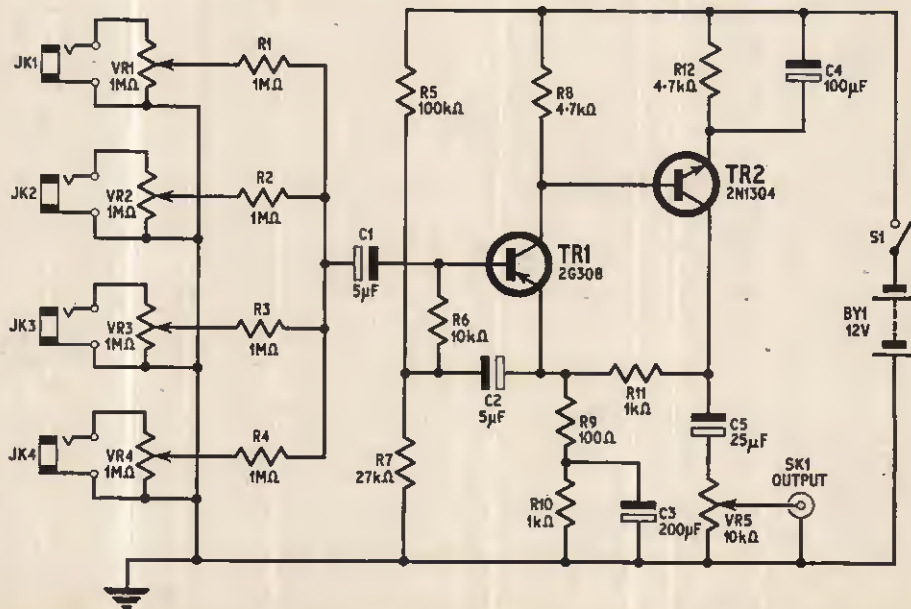 JK1
VR1
1MΩ
R1
1MΩ
JK2
VR2
1MΩ
R2
1MΩ
JK3
VR3
1MΩ
R3
1MΩ
JK4
VR4
1MΩ
R4
1MΩ
C1
5μF
R5
100kΩ
R6
10kΩ
R7
27kΩ
C2
5μF
R8
4·7kΩ
TR1
2G308
R9
100Ω
R10
1kΩ
C3
200μF
R11
1kΩ
R12
4·7kΩ
C4
100μF
TR2
2N1304
C5
25μF
VR5
10kΩ
SK1
OUTPUT
S1
BY1
12V